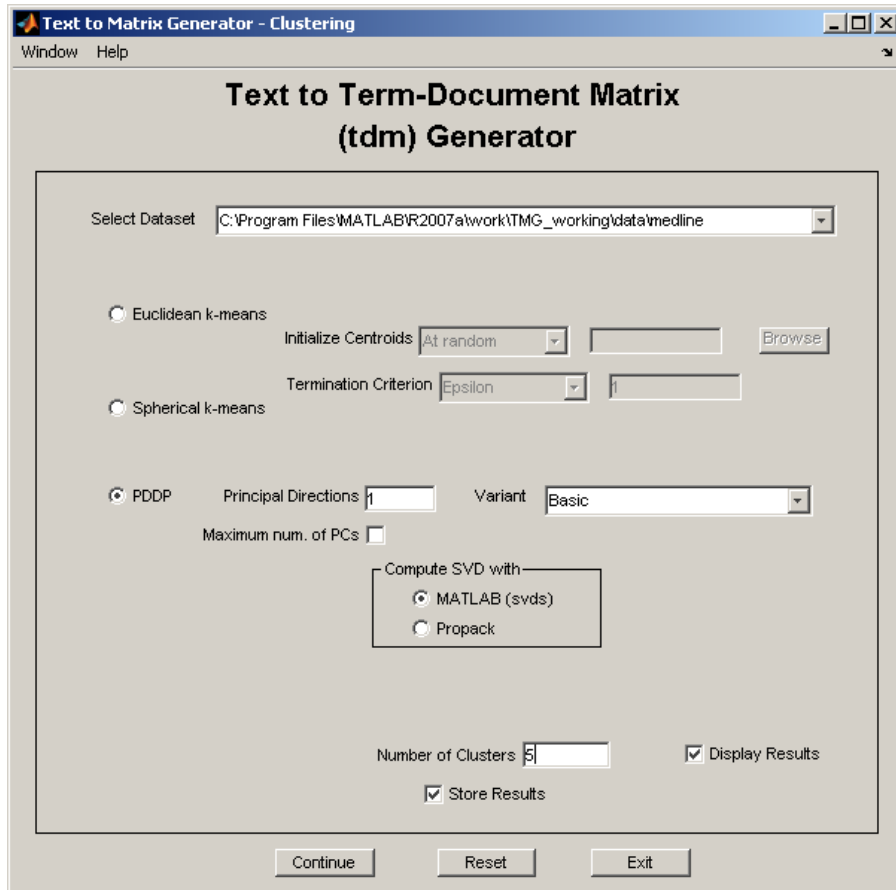 Text to Matrix Generator - Clustering
Window Help
Text to Term-Document Matrix
(tdm) Generator
Select Dataset C:\Program Files\MATLAB\R2007a\work\TMG_working\data\medline
Euclidean k-means
Initialize Centroids At random Browse
Termination Criterion Epsilon 1
Spherical k-means
PDDP Principal Directions 1 Variant Basic
Maximum num. of PCs
Compute SVD with
MATLAB (svds)
Propack
Number of Clusters 5 Display Results
Store Results
Continue Reset Exit